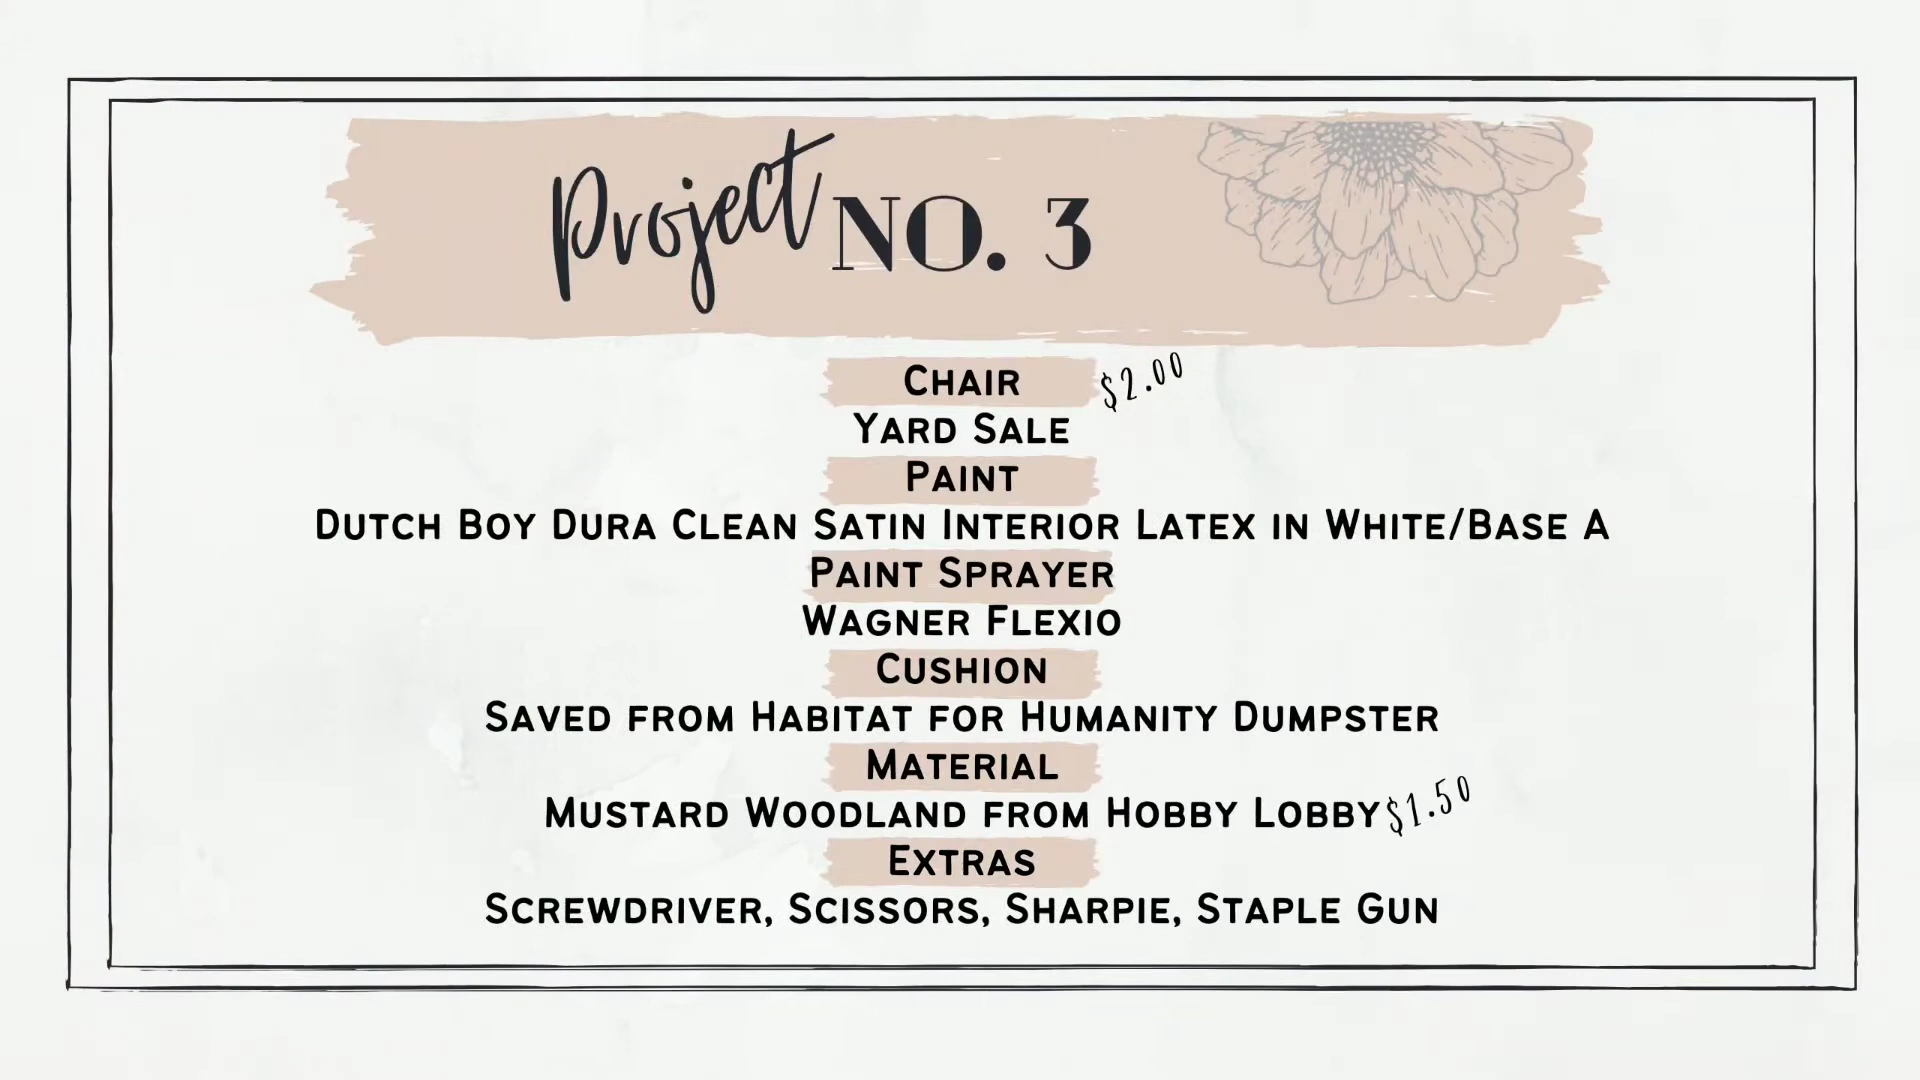 Project NO. 3
CHAIR $2.00
YARD SALE
PAINT
DUTCH BOY DURA CLEAN SATIN INTERIOR LATEX IN WHITE/BASE A
PAINT SPRAYER
WAGNER FLEXIO
CUSHION
SAVED FROM HABITAT FOR HUMANITY DUMPSTER
MATERIAL
MUSTARD WOODLAND FROM HOBBY LOBBY $1.50
EXTRAS
SCREWDRIVER, SCISSORS, SHARPIE, STAPLE GUN